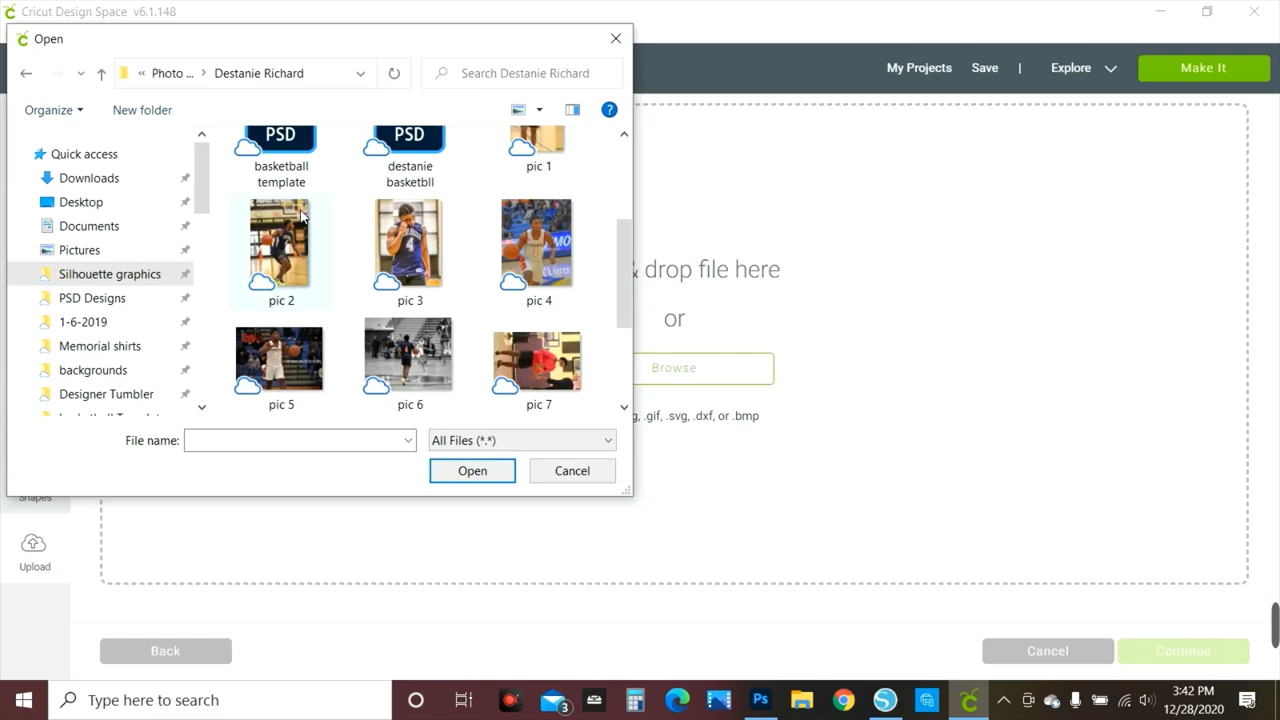 Cricut Design Space v6.1.148
Open
« Photo ... > Destanie Richard
Search Destanie Richard
My Projects
Save
|
Explore
Make It
Organize
New folder
?
Quick access
Downloads
Desktop
Documents
Pictures
Silhouette graphics
PSD Designs
1-6-2019
Memorial shirts
backgrounds
Designer Tumbler
PSD
basketball
template
PSD
destanie
basketbll
pic 1
pic 2
pic 3
pic 4
pic 5
pic 6
pic 7
& drop file here
or
Browse
g, .gif, .svg, .dxf, or .bmp
File name:
All Files (*.*)
Open
Cancel
Shapes
Upload
Back
Cancel
Continue
Type here to search
3
Ps
3:42 PM
12/28/2020